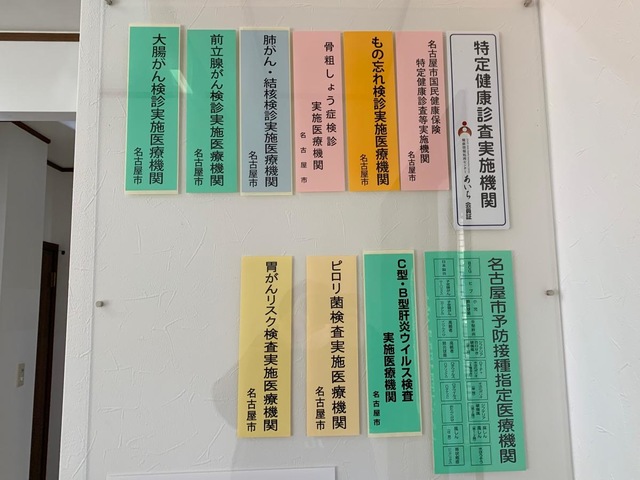 特定健康診査実施機関
あいち
会員証
名古屋市国民健康保険
特定健康診査等実施機関
名古屋市
もの忘れ検診実施医療機関
名古屋市
骨粗しょう症検診
実施医療機関
名古屋市
肺がん・結核検診実施医療機関
名古屋市
前立腺がん検診実施医療機関
名古屋市
大腸がん検診実施医療機関
名古屋市
名古屋市予防接種指定医療機関
C型・B型肝炎ウイルス検査
実施医療機関
名古屋市
ピロリ菌検査実施医療機関
名古屋市
胃がんリスク検査実施医療機関
名古屋市